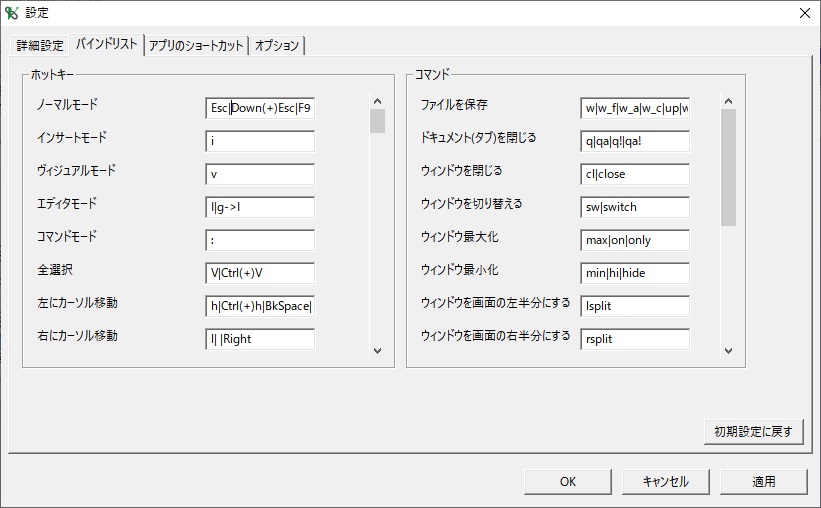 設定
詳細設定 バインドリスト アプリのショートカット オプション
ホットキー
ノーマルモード Esc|Down(+)Esc|F9
インサートモード i
ヴィジュアルモード v
エディタモード I|g->I
コマンドモード :
全選択 V|Ctrl(+)V
左にカーソル移動 h|Ctrl(+)h|BkSpace|
右にカーソル移動 l| |Right
コマンド
ファイルを保存 w|w_f|w_a|w_c|up|w
ドキュメント(タブ)を閉じる q|qa|q!|qa!
ウィンドウを閉じる cl|close
ウィンドウを切り替える sw|switch
ウィンドウ最大化 max|on|only
ウィンドウ最小化 min|hi|hide
ウィンドウを画面の左半分にする lsplit
ウィンドウを画面の右半分にする rsplit
初期設定に戻す
OK キャンセル 適用